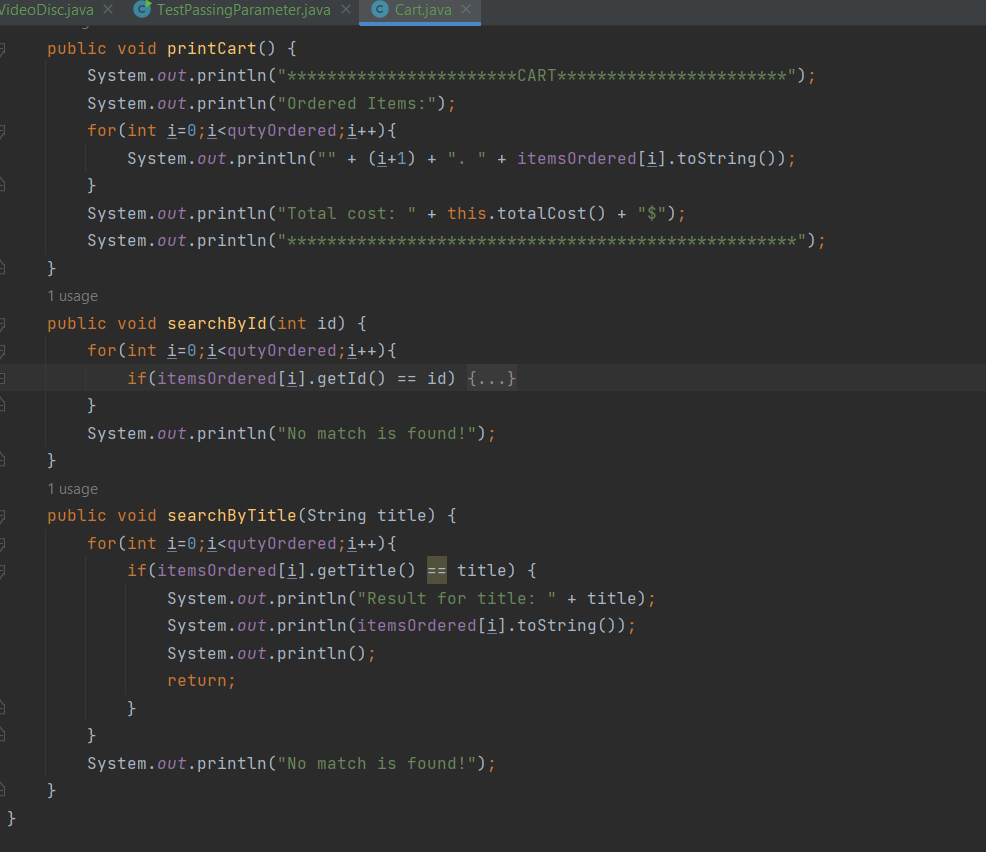 VideoDisc.java TestPassingParameter.java Cart.java
public void printCart() {
System.out.println("***********************CART***********************");
System.out.println("Ordered Items:");
for(int i=0;i<qutyOrdered;i++){
System.out.println("" + (i+1) + ". " + itemsOrdered[i].toString());
}
System.out.println("Total cost: " + this.totalCost() + "$");
System.out.println("***************************************************");
}
1 usage
public void searchById(int id) {
for(int i=0;i<qutyOrdered;i++){
if(itemsOrdered[i].getId() == id) {...}
}
System.out.println("No match is found!");
}
1 usage
public void searchByTitle(String title) {
for(int i=0;i<qutyOrdered;i++){
if(itemsOrdered[i].getTitle() == title) {
System.out.println("Result for title: " + title);
System.out.println(itemsOrdered[i].toString());
System.out.println();
return;
}
}
System.out.println("No match is found!");
}
}